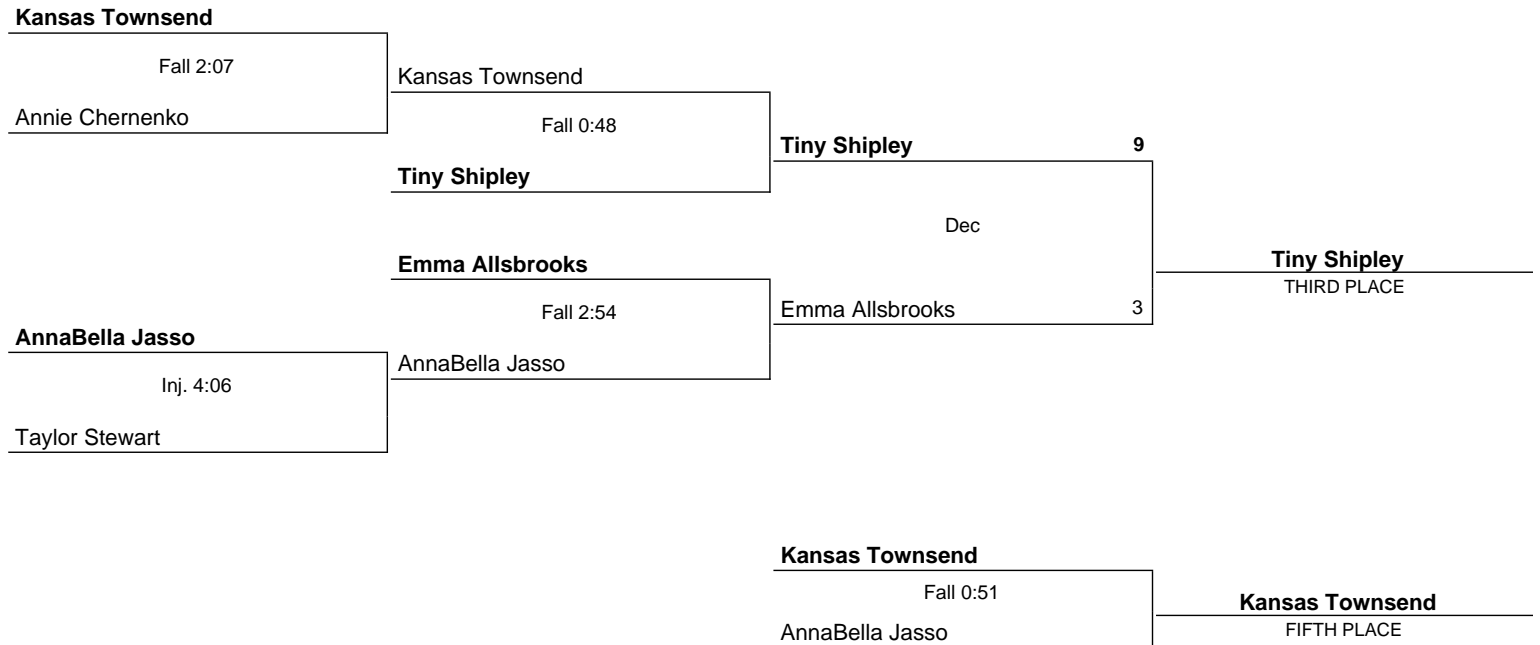 Kansas Townsend
Fall 2:07
Annie Chernenko
Kansas Townsend
Fall 0:48
Tiny Shipley
Tiny Shipley 9
Dec
Emma Allsbrooks 3
Emma Allsbrooks
Fall 2:54
AnnaBella Jasso
AnnaBella Jasso
Inj. 4:06
Taylor Stewart
Tiny Shipley
THIRD PLACE
Kansas Townsend
Fall 0:51
AnnaBella Jasso
Kansas Townsend
FIFTH PLACE